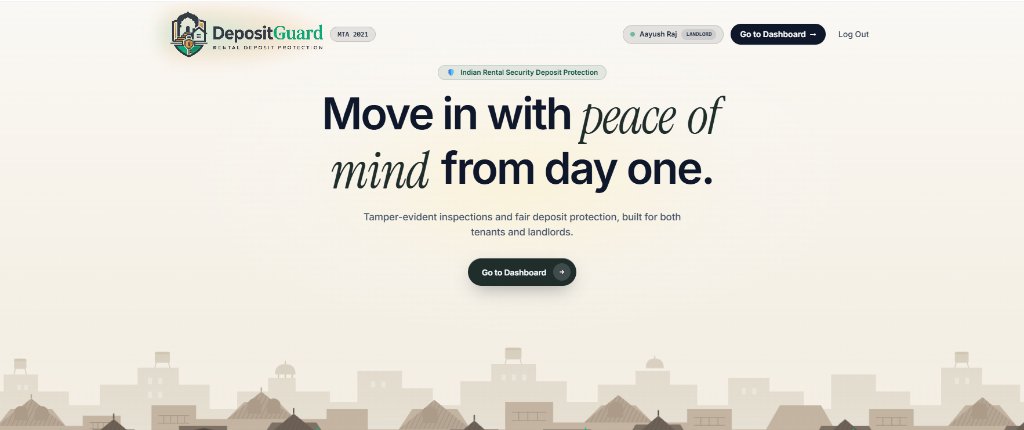 DepositGuard
RENTAL DEPOSIT PROTECTION
MTA 2021
Aayush Raj LANDLORD
Go to Dashboard →
Log Out
Indian Rental Security Deposit Protection
Move in with peace of
mind from day one.
Tamper-evident inspections and fair deposit protection, built for both
tenants and landlords.
Go to Dashboard →